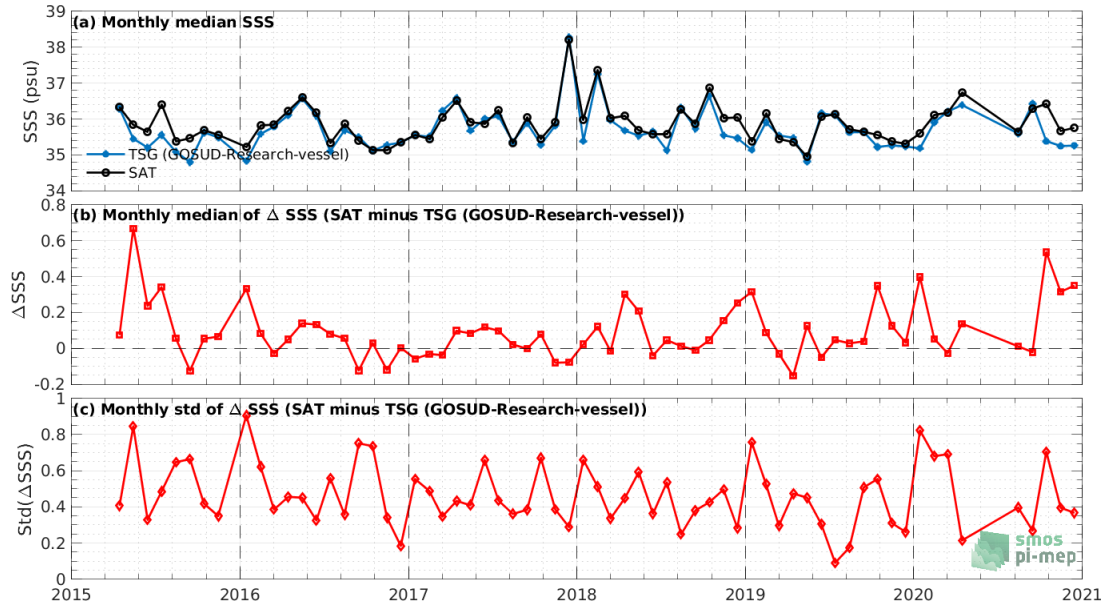 (a) Monthly median SSS
39
38
37
36
35
34
SSS (psu)
TSG (GOSUD-Research-vessel)
SAT
(b) Monthly median of Δ SSS (SAT minus TSG (GOSUD-Research-vessel))
0.8
0.6
0.4
0.2
0
-0.2
Δ SSS
(c) Monthly std of Δ SSS (SAT minus TSG (GOSUD-Research-vessel))
1
0.8
0.6
0.4
0.2
0
Std(Δ SSS)
smos
pi-mep
2015 2016 2017 2018 2019 2020 2021